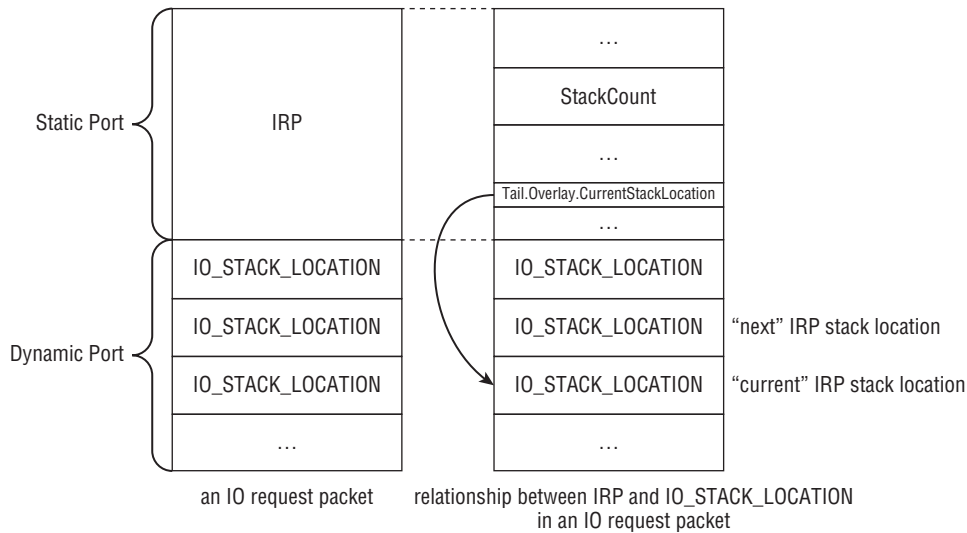 Static Port
IRP
Dynamic Port
IO_STACK_LOCATION
IO_STACK_LOCATION
IO_STACK_LOCATION
…
an IO request packet
…
StackCount
…
Tail.Overlay.CurrentStackLocation
…
IO_STACK_LOCATION
IO_STACK_LOCATION
"next" IRP stack location
IO_STACK_LOCATION
"current" IRP stack location
…
relationship between IRP and IO_STACK_LOCATION
in an IO request packet